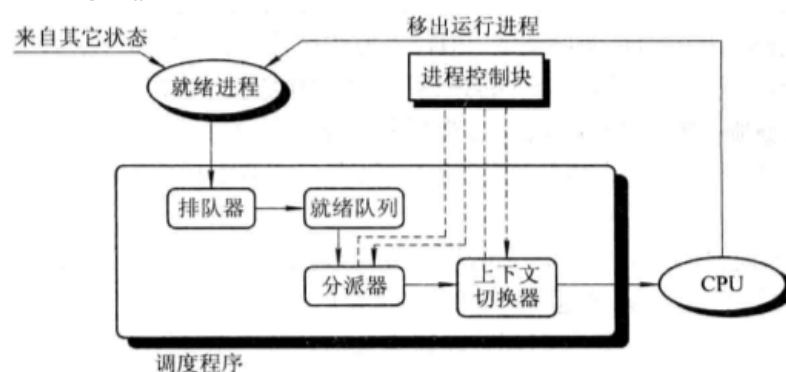 移出运行进程
来自其它状态
就绪进程
进程控制块
排队器
就绪队列
分派器
上下文
切换器
CPU
调度程序